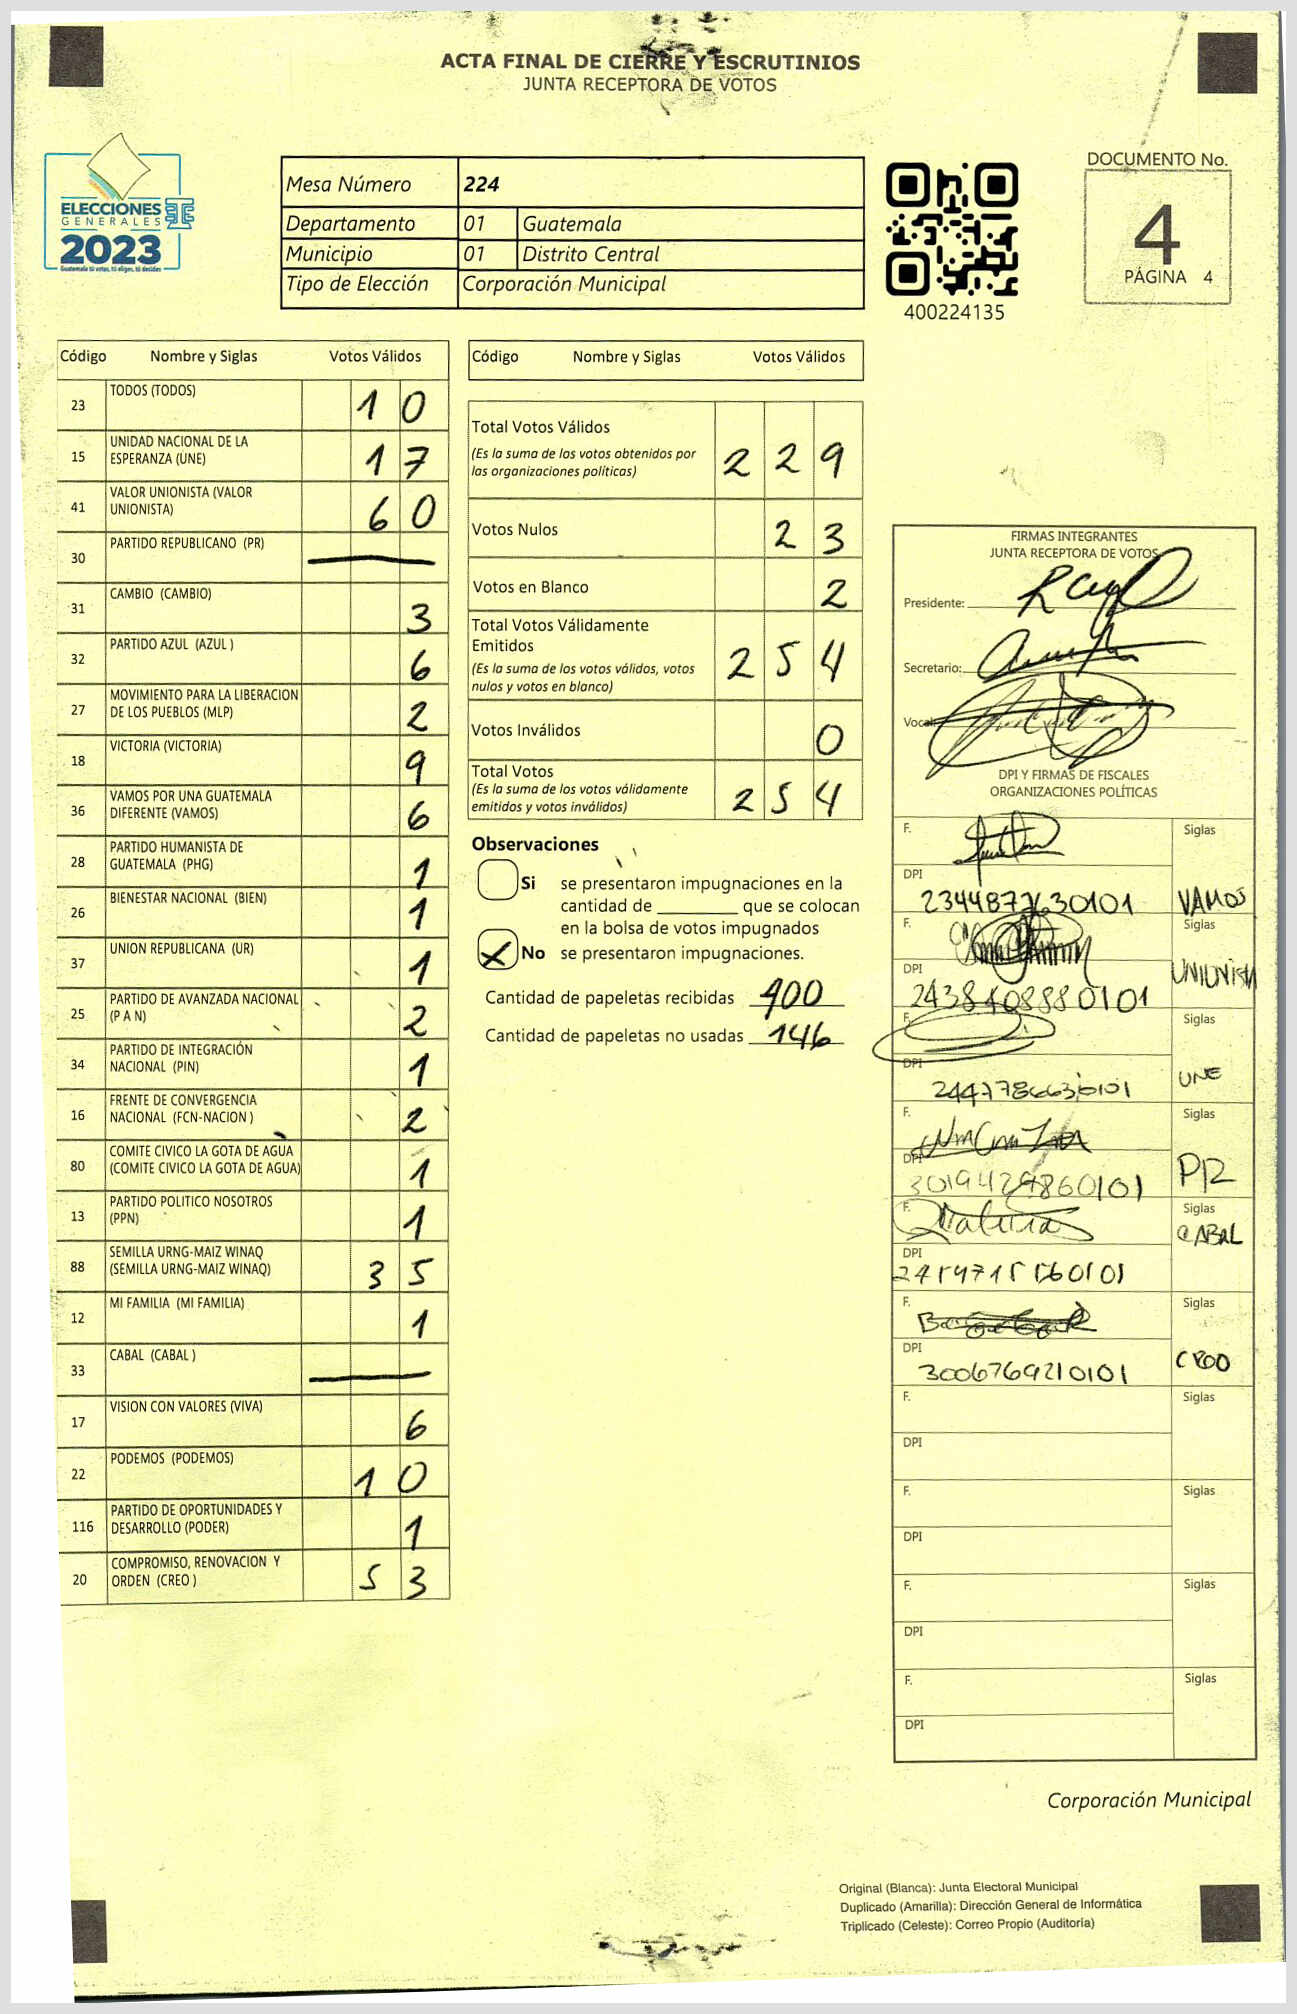 ACTA FINAL DE CIERRE Y ESCRUTINIOS
JUNTA RECEPTORA DE VOTOS
ELECCIONES
GENERALES
2023
Guatemala tú votas, tú eliges, tú decides
Mesa Número 224
Departamento 01 Guatemala
Municipio 01 Distrito Central
Tipo de Elección Corporación Municipal
400224135
DOCUMENTO No.
4
PÁGINA 4
Código Nombre y Siglas Votos Válidos
23 TODOS (TODOS) 10
15 UNIDAD NACIONAL DE LA
ESPERANZA (UNE) 17
41 VALOR UNIONISTA (VALOR
UNIONISTA) 60
30 PARTIDO REPUBLICANO (PR)
31 CAMBIO (CAMBIO) 3
32 PARTIDO AZUL (AZUL ) 6
27 MOVIMIENTO PARA LA LIBERACION
DE LOS PUEBLOS (MLP) 2
18 VICTORIA (VICTORIA) 9
36 VAMOS POR UNA GUATEMALA
DIFERENTE (VAMOS) 6
28 PARTIDO HUMANISTA DE
GUATEMALA (PHG) 1
26 BIENESTAR NACIONAL (BIEN) 1
37 UNION REPUBLICANA (UR) 1
25 PARTIDO DE AVANZADA NACIONAL
(P A N) 2
34 PARTIDO DE INTEGRACIÓN
NACIONAL (PIN) 1
16 FRENTE DE CONVERGENCIA
NACIONAL (FCN-NACION ) 2
80 COMITE CIVICO LA GOTA DE AGUA
(COMITE CIVICO LA GOTA DE AGUA) 1
13 PARTIDO POLITICO NOSOTROS
(PPN) 1
88 SEMILLA URNG-MAIZ WINAQ
(SEMILLA URNG-MAIZ WINAQ) 35
12 MI FAMILIA (MI FAMILIA) 1
33 CABAL (CABAL )
17 VISION CON VALORES (VIVA) 6
22 PODEMOS (PODEMOS) 10
116 PARTIDO DE OPORTUNIDADES Y
DESARROLLO (PODER) 1
20 COMPROMISO, RENOVACION Y
ORDEN (CREO ) 53
Código Nombre y Siglas Votos Válidos
Total Votos Válidos
(Es la suma de los votos obtenidos por
las organizaciones políticas) 229
Votos Nulos 23
Votos en Blanco 2
Total Votos Válidamente
Emitidos
(Es la suma de los votos válidos, votos
nulos y votos en blanco) 254
Votos Inválidos 0
Total Votos
(Es la suma de los votos válidamente
emitidos y votos inválidos) 254
Observaciones
Si se presentaron impugnaciones en la
cantidad de ________ que se colocan
en la bolsa de votos impugnados
No se presentaron impugnaciones.
Cantidad de papeletas recibidas 400
Cantidad de papeletas no usadas 146
FIRMAS INTEGRANTES
JUNTA RECEPTORA DE VOTOS
Presidente:
Secretario:
Vocal:
DPI Y FIRMAS DE FISCALES
ORGANIZACIONES POLÍTICAS
F. Siglas
DPI
2344877630101 VAMOS
F. Siglas
DPI UNIONISTA
2438408880101
F. Siglas
DPI
2447786630101 UNE
F. Siglas
DPI PR
3019429860101
F. Siglas
CABAL
DPI
F. Siglas
DPI
3006769210101 CREO
F. Siglas
DPI
F. Siglas
DPI
F. Siglas
DPI
F. Siglas
DPI
Corporación Municipal
Original (Blanca): Junta Electoral Municipal
Duplicado (Amarilla): Dirección General de Informática
Triplicado (Celeste): Correo Propio (Auditoría)